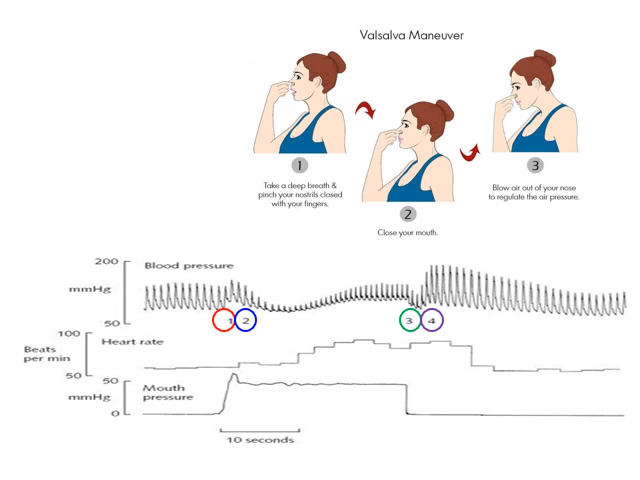 Valsalva Maneuver
1
Take a deep breath &
pinch your nostrils closed
with your fingers.
2
Close your mouth.
3
Blow air out of your nose
to regulate the air pressure.
200
Blood pressure
mmHg
50
1 2 3 4
100
Heart rate
Beats
per min
50
50
Mouth
pressure
mmHg
0
10 seconds